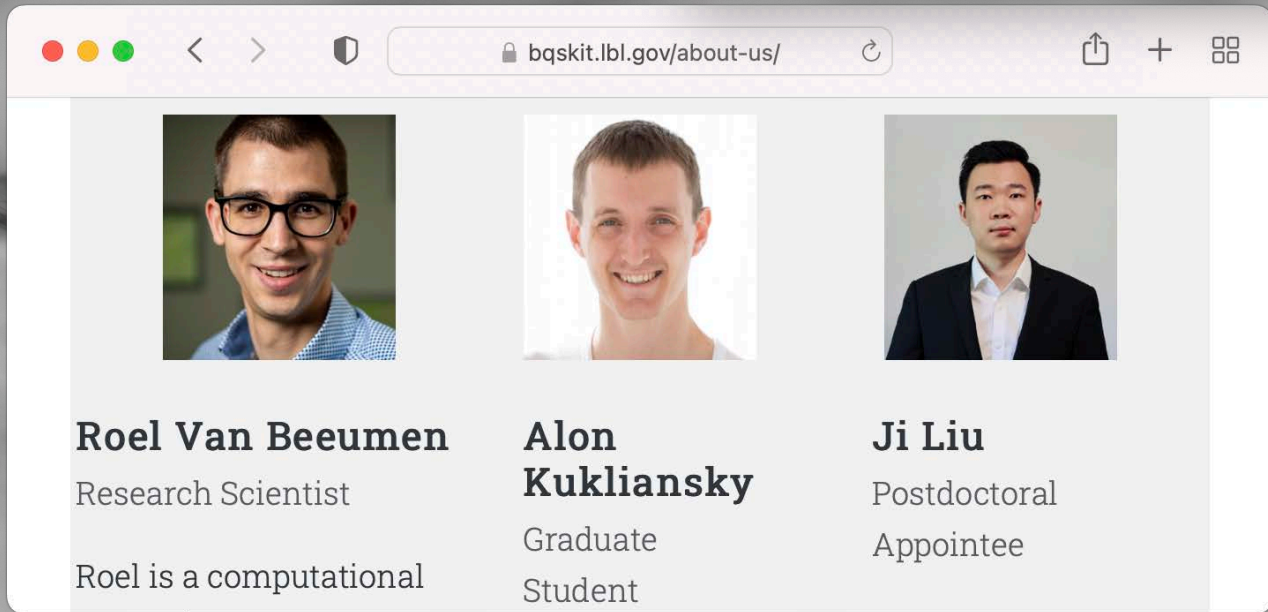 bqskit.lbl.gov/about-us/
Roel Van Beeumen
Research Scientist
Roel is a computational
Alon
Kukliansky
Graduate
Student
Ji Liu
Postdoctoral
Appointee